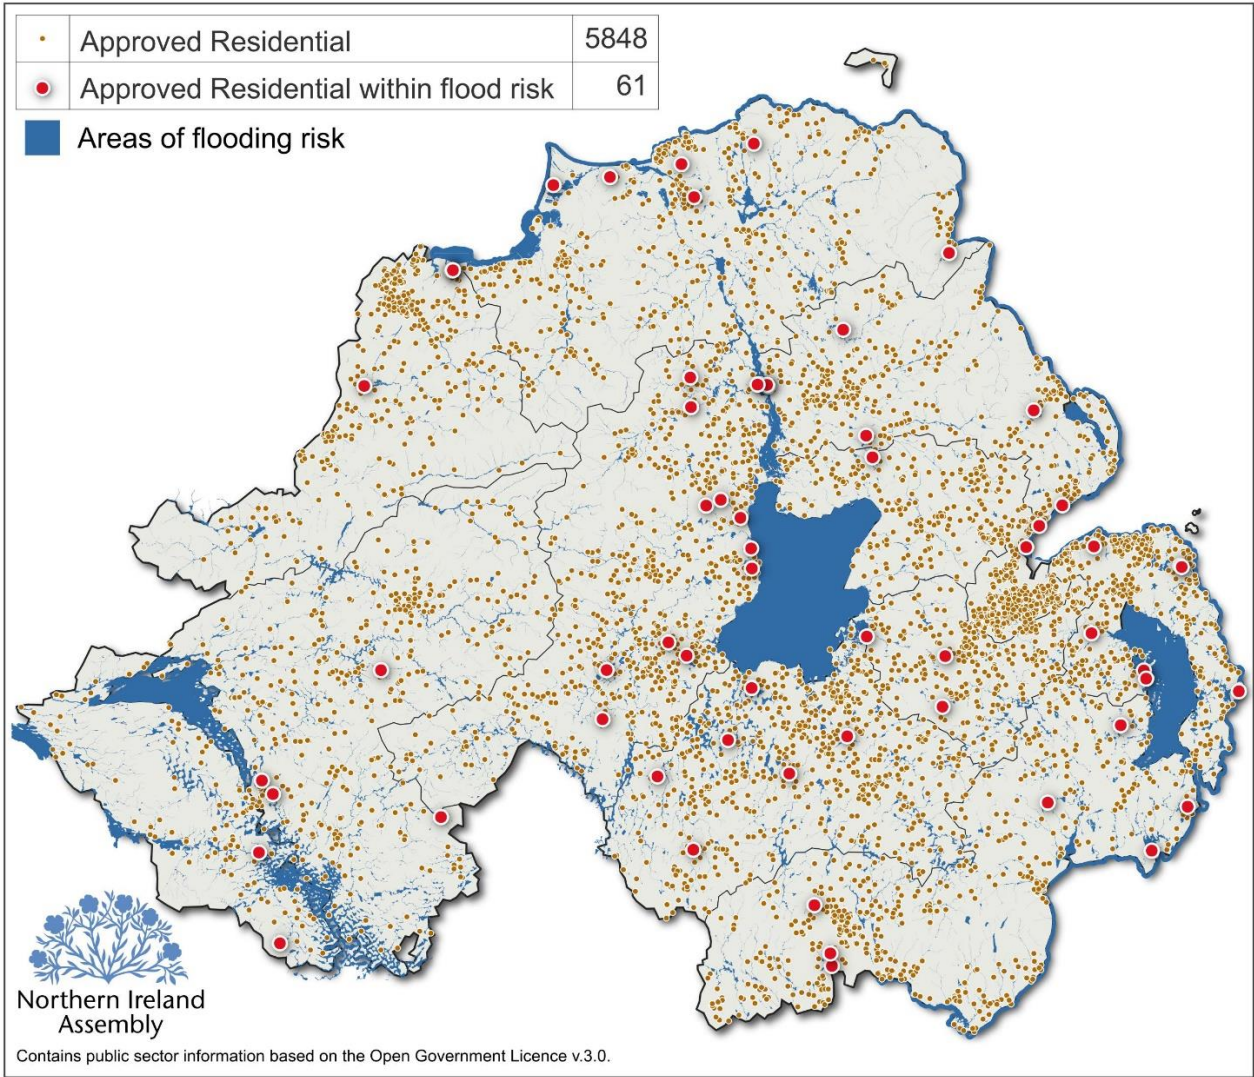 Approved Residential 5848
Approved Residential within flood risk 61
Areas of flooding risk
Northern Ireland
Assembly
Contains public sector information based on the Open Government Licence v.3.0.